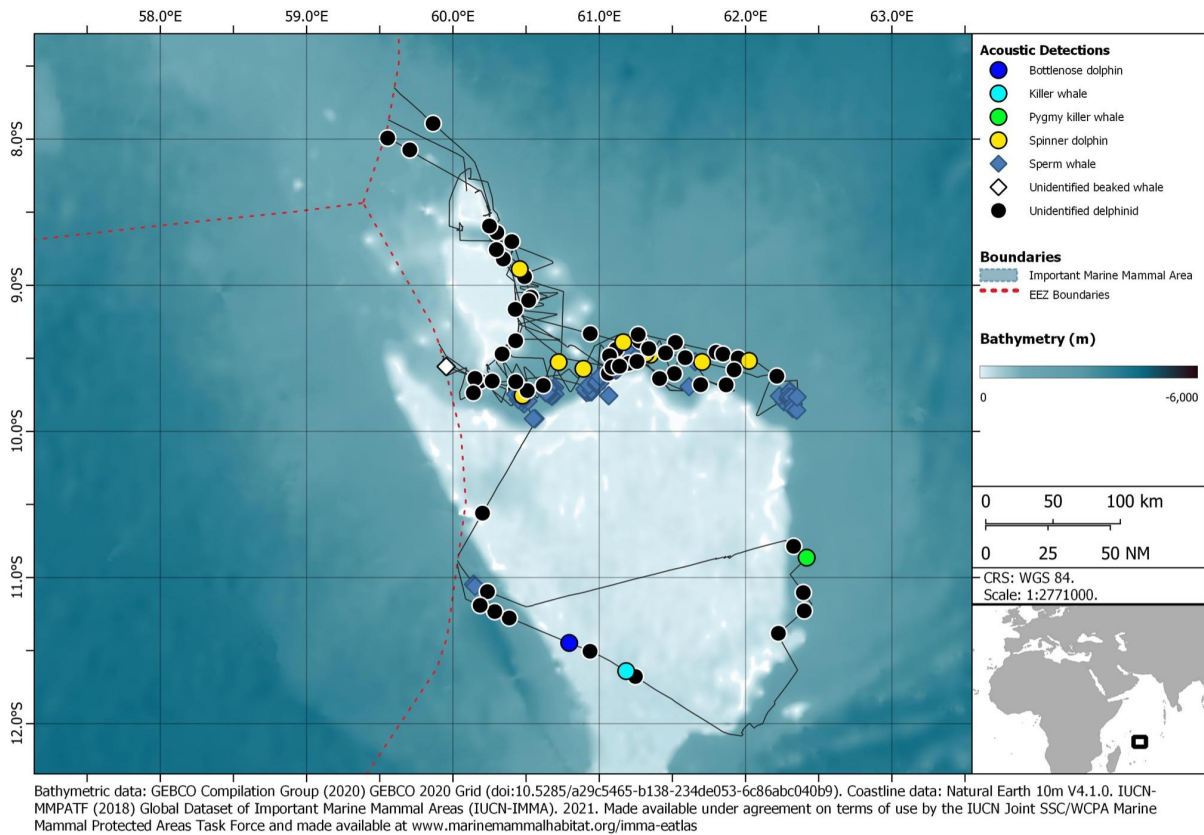 58.0°E 59.0°E 60.0°E 61.0°E 62.0°E 63.0°E
8.0°S
9.0°S
10.0°S
11.0°S
12.0°S
Acoustic Detections
Bottlenose dolphin
Killer whale
Pygmy killer whale
Spinner dolphin
Sperm whale
Unidentified beaked whale
Unidentified delphinid
Boundaries
Important Marine Mammal Area
EEZ Boundaries
Bathymetry (m)
0 -6,000
0 50 100 km
0 25 50 NM
CRS: WGS 84.
Scale: 1:2771000.
Bathymetric data: GEBCO Compilation Group (2020) GEBCO 2020 Grid (doi:10.5285/a29c5465-b138-234de053-6c86abc040b9). Coastline data: Natural Earth 10m V4.1.0. IUCN-
MMPATF (2018) Global Dataset of Important Marine Mammal Areas (IUCN-IMMA). 2021. Made available under agreement on terms of use by the IUCN Joint SSC/WCPA Marine
Mammal Protected Areas Task Force and made available at www.marinemammalhabitat.org/imma-eatlas